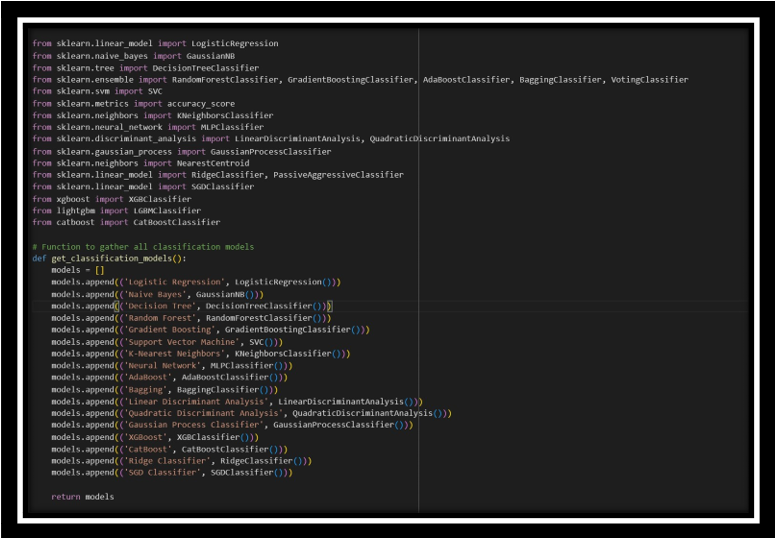 from sklearn.linear_model import LogisticRegression
from sklearn.naive_bayes import GaussianNB
from sklearn.tree import DecisionTreeClassifier
from sklearn.ensemble import RandomForestClassifier, GradientBoostingClassifier, AdaBoostClassifier, BaggingClassifier, VotingClassifier
from sklearn.svm import SVC
from sklearn.metrics import accuracy_score
from sklearn.neighbors import KNeighborsClassifier
from sklearn.neural_network import MLPClassifier
from sklearn.discriminant_analysis import LinearDiscriminantAnalysis, QuadraticDiscriminantAnalysis
from sklearn.gaussian_process import GaussianProcessClassifier
from sklearn.neighbors import NearestCentroid
from sklearn.linear_model import RidgeClassifier, PassiveAggressiveClassifier
from sklearn.linear_model import SGDClassifier
from xgboost import XGBClassifier
from lightgbm import LGBMClassifier
from catboost import CatBoostClassifier
# Function to gather all classification models
def get_classification_models():
    models = []
    models.append(('Logistic Regression', LogisticRegression()))
    models.append(('Naive Bayes', GaussianNB()))
    models.append(('Decision Tree', DecisionTreeClassifier()))
    models.append(('Random Forest', RandomForestClassifier()))
    models.append(('Gradient Boosting', GradientBoostingClassifier()))
    models.append(('Support Vector Machine', SVC()))
    models.append(('K-Nearest Neighbors', KNeighborsClassifier()))
    models.append(('Neural Network', MLPClassifier()))
    models.append(('AdaBoost', AdaBoostClassifier()))
    models.append(('Bagging', BaggingClassifier()))
    models.append(('Linear Discriminant Analysis', LinearDiscriminantAnalysis()))
    models.append(('Quadratic Discriminant Analysis', QuadraticDiscriminantAnalysis()))
    models.append(('Gaussian Process Classifier', GaussianProcessClassifier()))
    models.append(('XGBoost', XGBClassifier()))
    models.append(('CatBoost', CatBoostClassifier()))
    models.append(('Ridge Classifier', RidgeClassifier()))
    models.append(('SGD Classifier', SGDClassifier()))
    return models